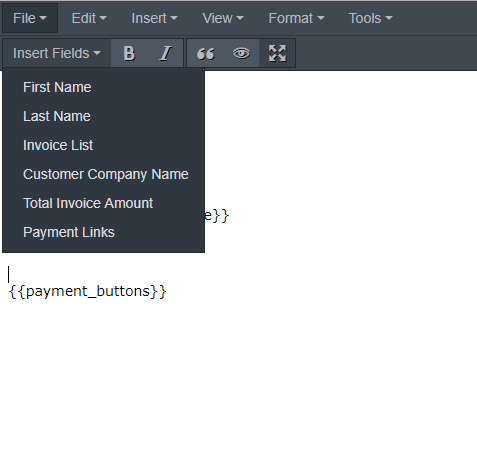 File Edit Insert View Format Tools
Insert Fields B I
First Name
Last Name
Invoice List
Customer Company Name
Total Invoice Amount
e}}
Payment Links
{{payment_buttons}}